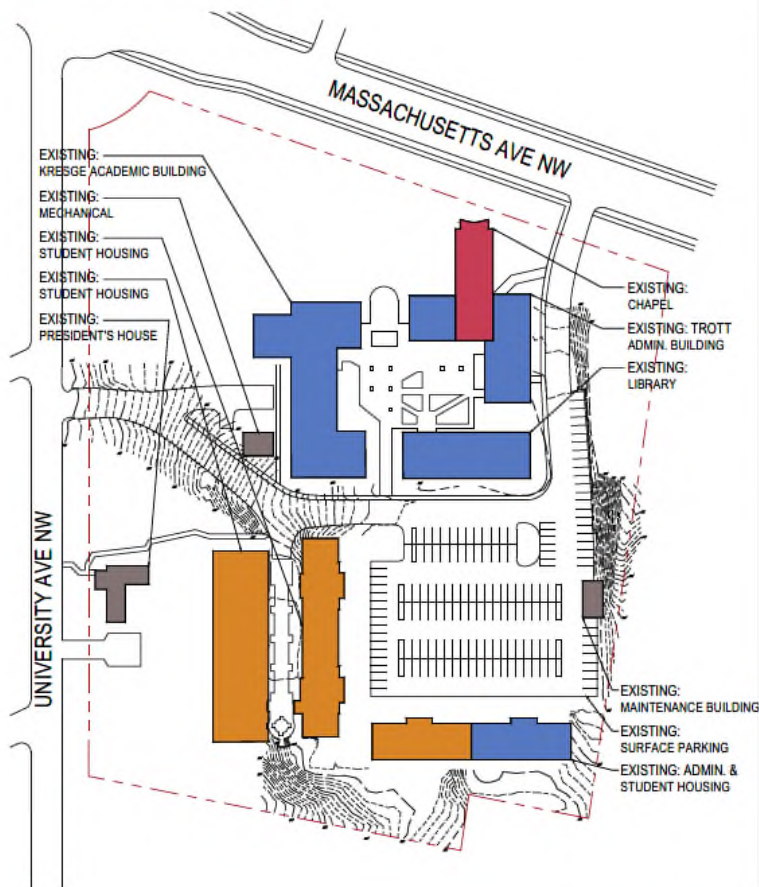 MASSACHUSETTS AVE NW
EXISTING:
KRESGE ACADEMIC BUILDING
EXISTING:
MECHANICAL
EXISTING:
STUDENT HOUSING
EXISTING:
STUDENT HOUSING
EXISTING:
PRESIDENT'S HOUSE
EXISTING:
CHAPEL
EXISTING: TROTT
ADMIN. BUILDING
EXISTING:
LIBRARY
UNIVERSITY AVE NW
EXISTING:
MAINTENANCE BUILDING
EXISTING:
SURFACE PARKING
EXISTING: ADMIN. &
STUDENT HOUSING